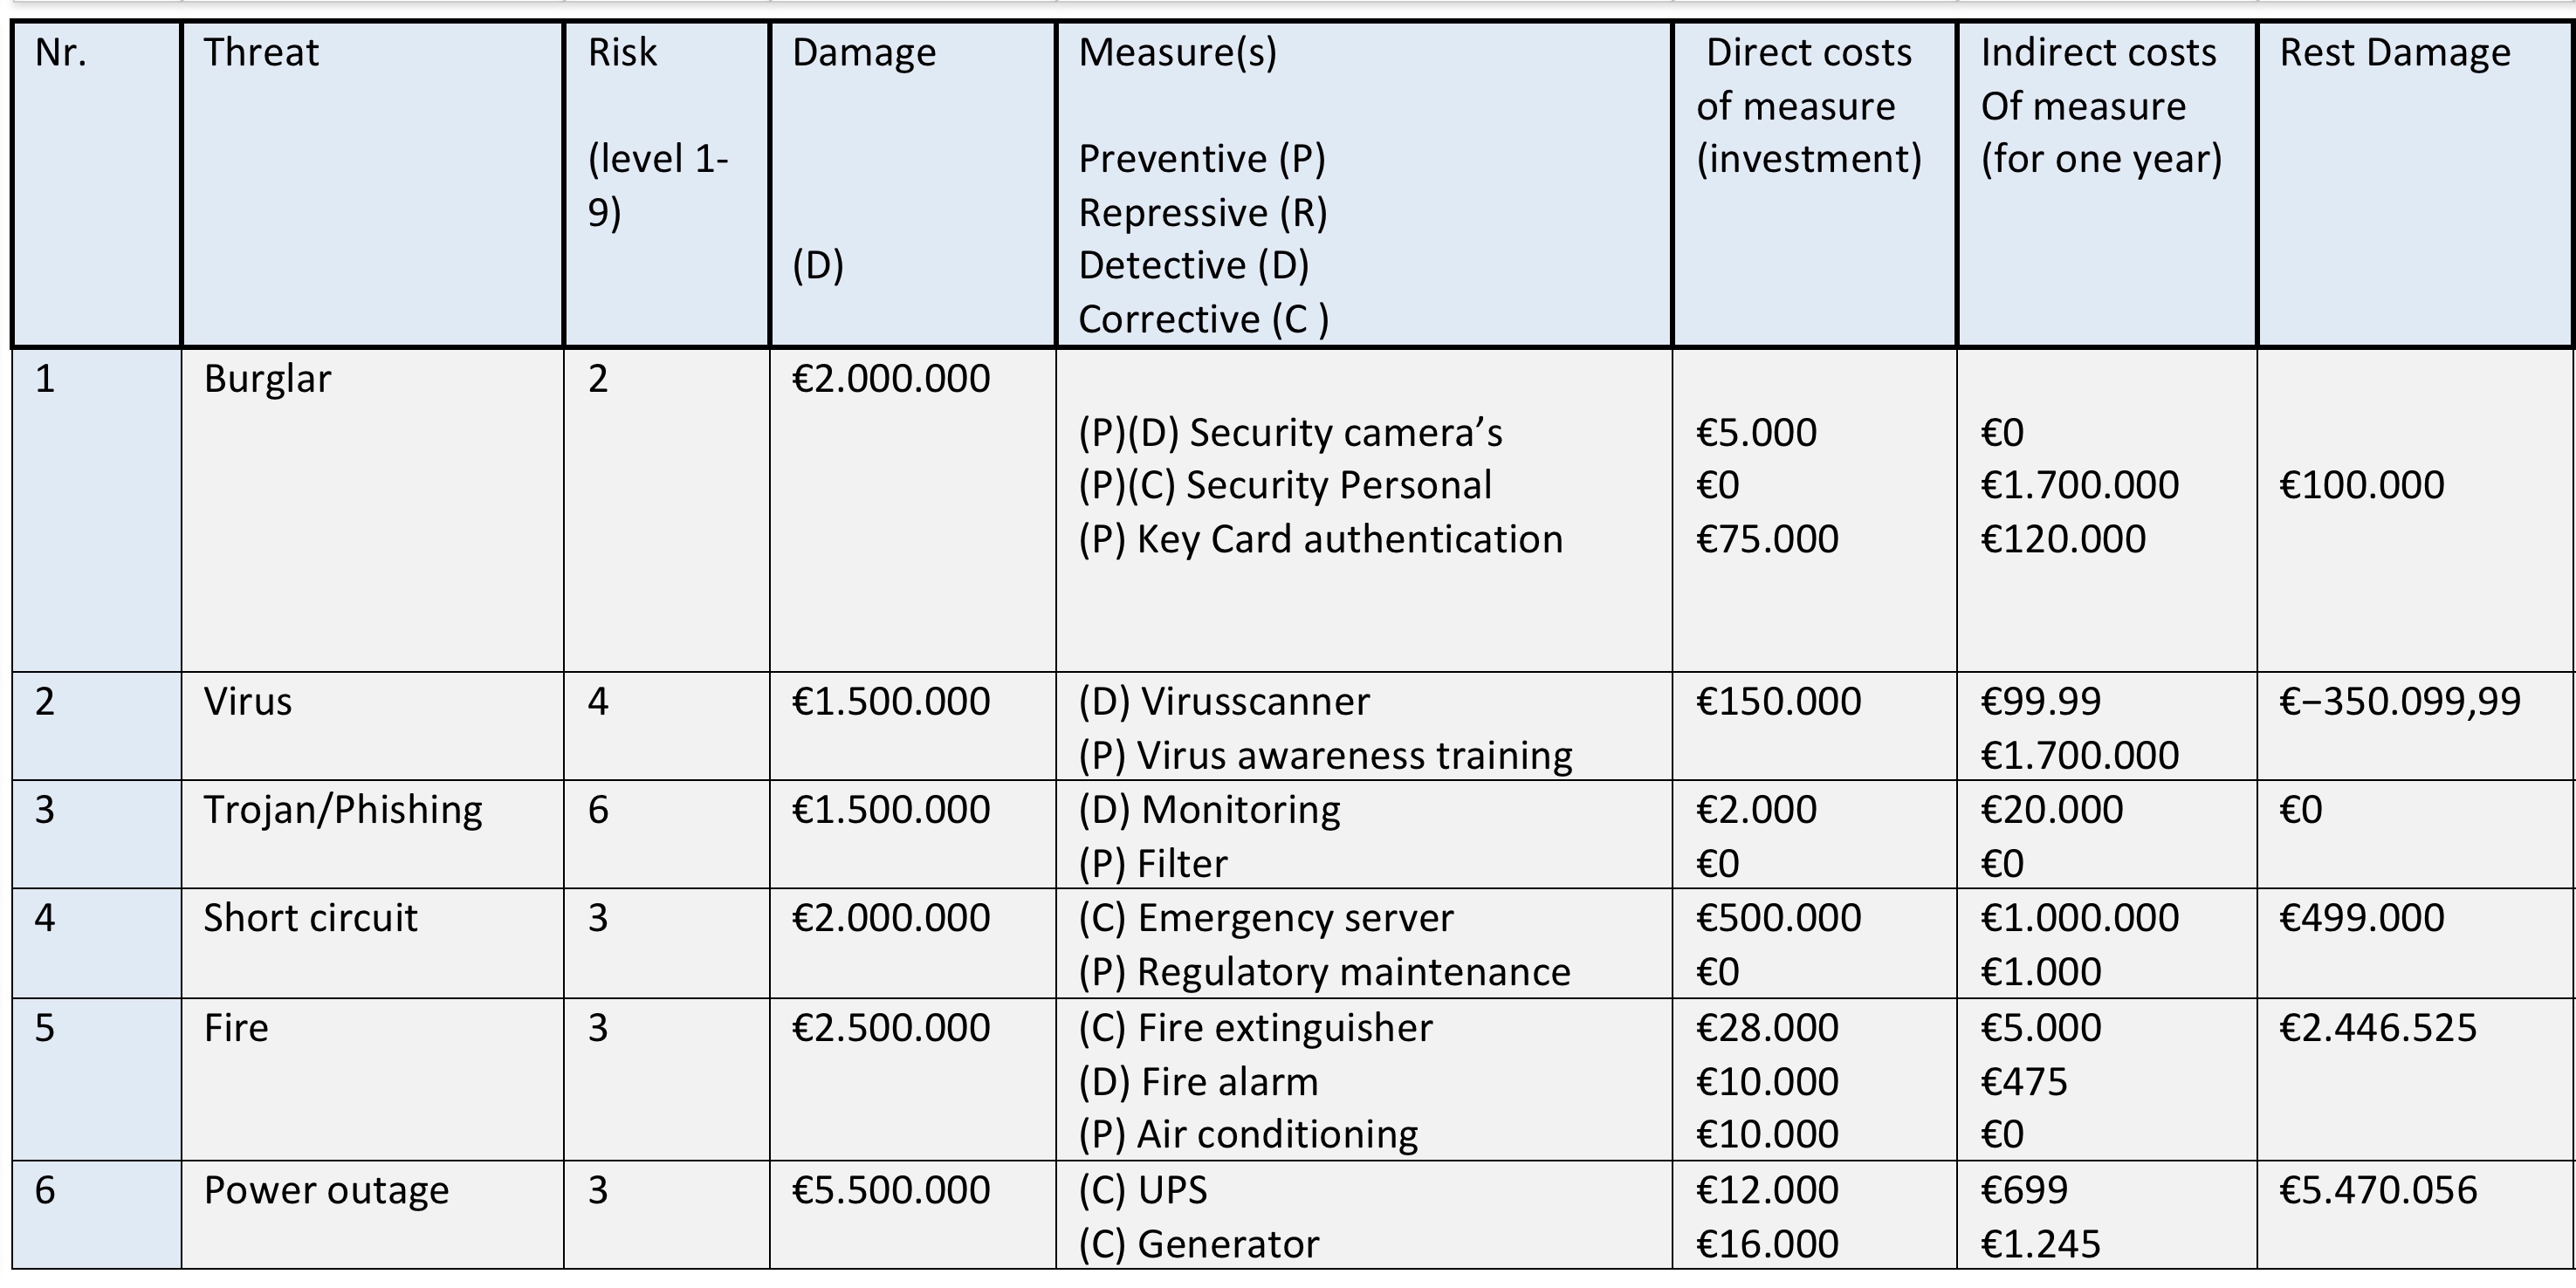 Nr.
Threat
Risk
(level 1-
9)
Damage
(D)
Measure(s)
Preventive (P)
Repressive (R)
Detective (D)
Corrective (C )
Direct costs
of measure
(investment)
Indirect costs
Of measure
(for one year)
Rest Damage
1
Burglar
2
€2.000.000
(P)(D) Security camera’s
(P)(C) Security Personal
(P) Key Card authentication
€5.000
€0
€75.000
€0
€1.700.000
€120.000
€100.000
2
Virus
4
€1.500.000
(D) Virusscanner
(P) Virus awareness training
€150.000
€99.99
€1.700.000
€–350.099,99
3
Trojan/Phishing
6
€1.500.000
(D) Monitoring
(P) Filter
€2.000
€0
€20.000
€0
€0
4
Short circuit
3
€2.000.000
(C) Emergency server
(P) Regulatory maintenance
€500.000
€0
€1.000.000
€1.000
€499.000
5
Fire
3
€2.500.000
(C) Fire extinguisher
(D) Fire alarm
(P) Air conditioning
€28.000
€10.000
€10.000
€5.000
€475
€0
€2.446.525
6
Power outage
3
€5.500.000
(C) UPS
(C) Generator
€12.000
€16.000
€699
€1.245
€5.470.056